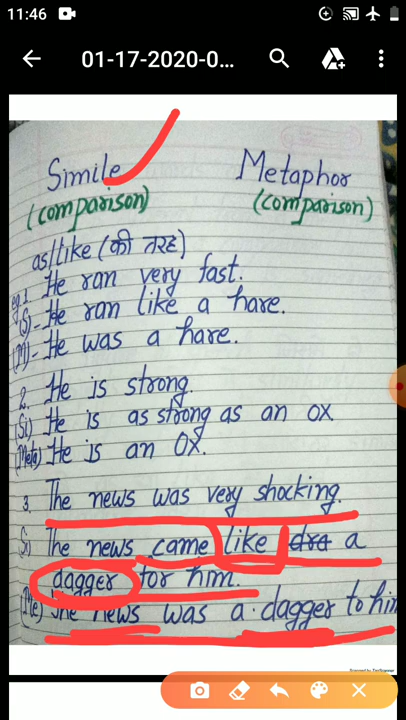 11:46
01-17-2020-0...
Simile Metaphor
(comparison) (comparison)
as/like (की तरह)
eg.1. He ran very fast.
(S)- He ran like a hare.
(M)- He was a hare.
2. He is strong.
(Si) He is as strong as an ox
(Meta) He is an OX.
3. The news was very shocking.
(Si) The news came like a
dagger for him.
(Me) The news was a dagger to him